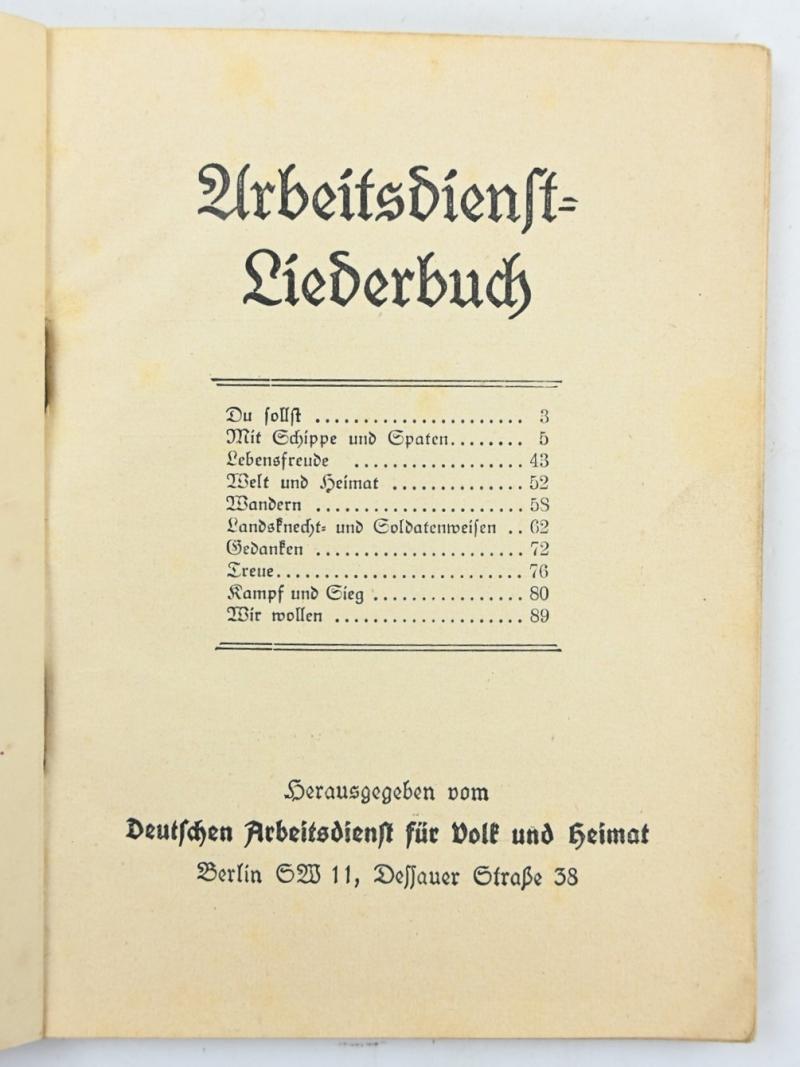 Arbeitsdienst-
Liederbuch
Du sollst ...................... 3
Mit Schippe und Spaten........ 5
Lebensfreude .................. 43
Welt und Heimat .............. 52
Wandern ...................... 58
Landsknecht- und Soldatenweisen .. 62
Gedanken ...................... 72
Treue.......................... 76
Kampf und Sieg ................ 80
Wir wollen .................... 89
Herausgegeben vom
Deutschen Arbeitsdienst für Volk und Heimat
Berlin SW 11, Dessauer Straße 38